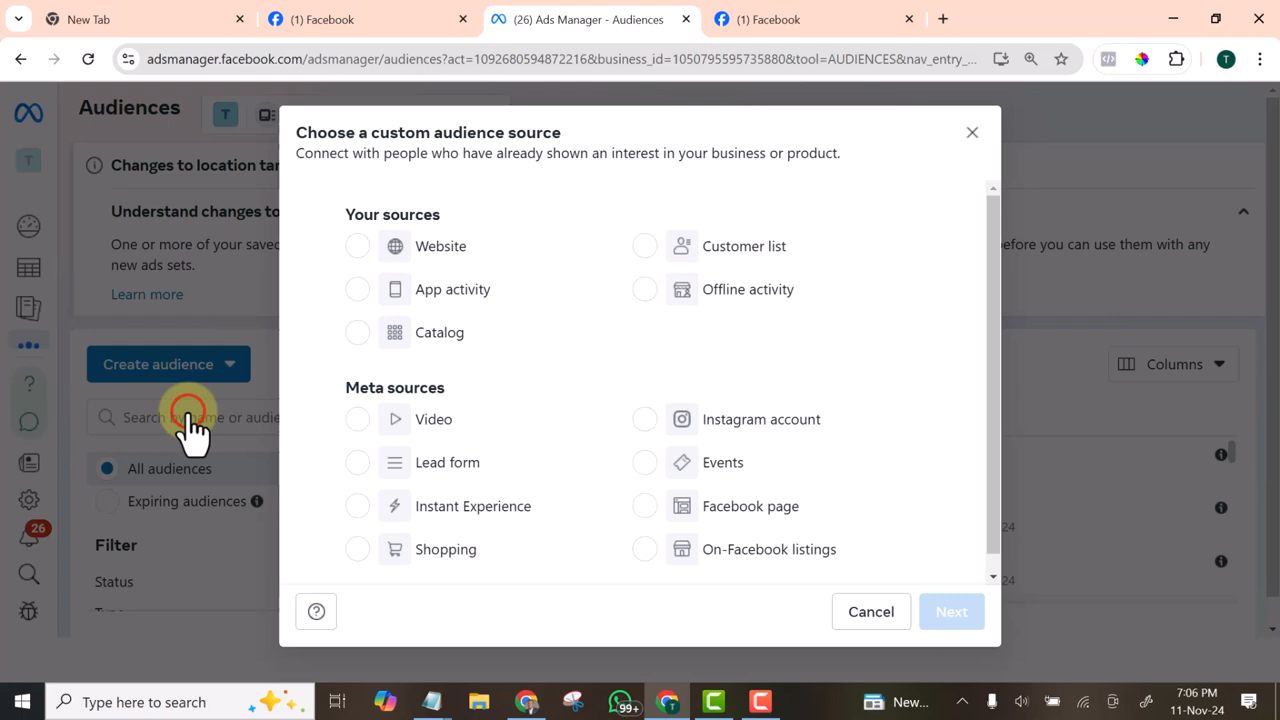 New Tab
(1) Facebook
(26) Ads Manager - Audiences
(1) Facebook
adsmanager.facebook.com/adsmanager/audiences?act=1092680594872216&business_id=1050795595735880&tool=AUDIENCES&nav_entry_...
T
Audiences
T
T
Changes to location tar
Understand changes to
One or more of your saved
before you can use them with any
new ads sets.
Learn more
Choose a custom audience source
Connect with people who have already shown an interest in your business or product.
Your sources
Website
Customer list
App activity
Offline activity
Catalog
Meta sources
Video
Instagram account
Lead form
Events
Instant Experience
Facebook page
Shopping
On-Facebook listings
Cancel
Next
Create audience
Columns
Search by name or audie
All audiences
Expiring audiences
24
Filter
Status
24
26
Type here to search
99+
T
New...
7:06 PM
11-Nov-24